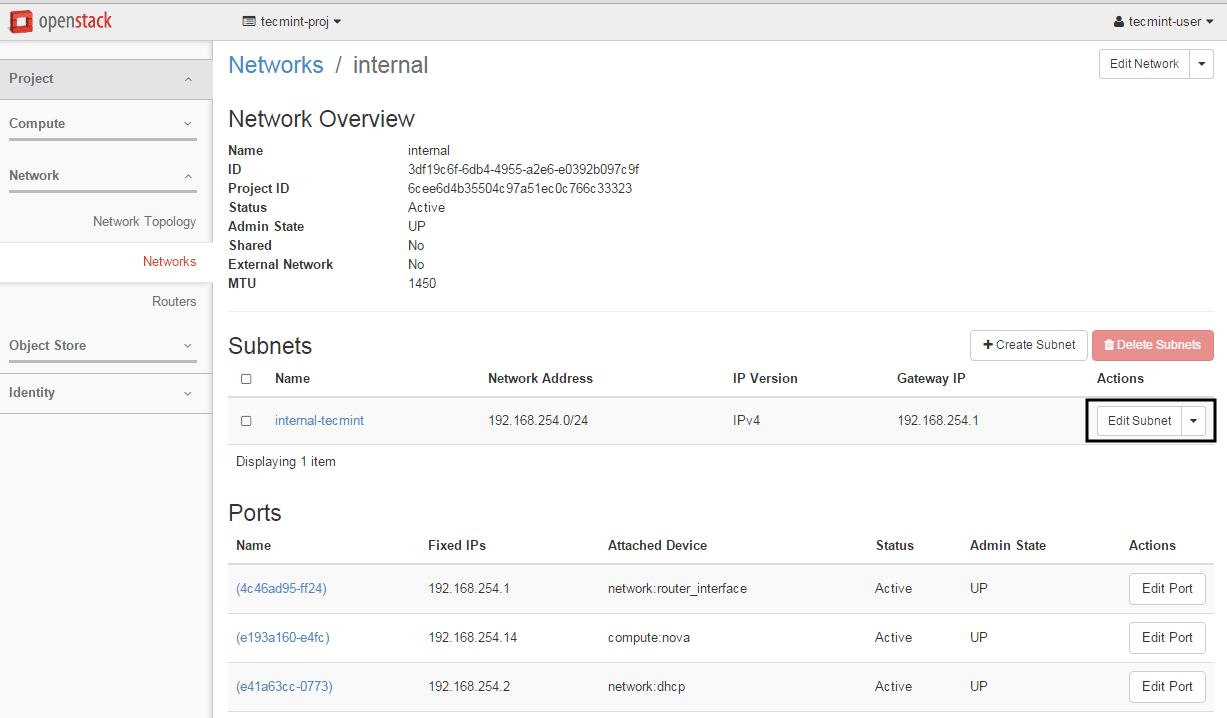 openstack tecmint-proj tecmint-user
Project
Compute
Network
Network Topology
Networks
Routers
Object Store
Identity
Networks / internal Edit Network
Network Overview
Name internal
ID 3df19c6f-6db4-4955-a2e6-e0392b097c9f
Project ID 6cee6d4b35504c97a51ec0c766c33323
Status Active
Admin State UP
Shared No
External Network No
MTU 1450
Subnets Create Subnet Delete Subnets
Name Network Address IP Version Gateway IP Actions
internal-tecmint 192.168.254.0/24 IPv4 192.168.254.1 Edit Subnet
Displaying 1 item
Ports
Name Fixed IPs Attached Device Status Admin State Actions
(4c46ad95-ff24) 192.168.254.1 network:router_interface Active UP Edit Port
(e193a160-e4fc) 192.168.254.14 compute:nova Active UP Edit Port
(e41a63cc-0773) 192.168.254.2 network:dhcp Active UP Edit Port